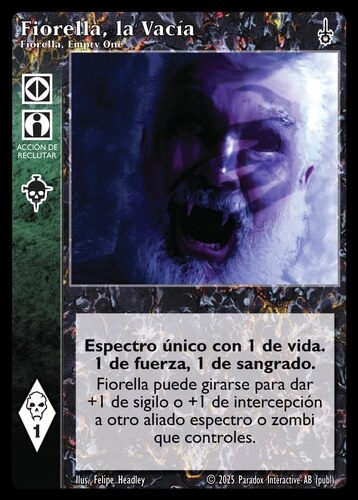 Fiorella, la Vacía
Fiorella, Empty One
ACCIÓN DE
RECLUTAR
Espectro único con 1 de vida.
1 de fuerza, 1 de sangrado.
Fiorella puede girarse para dar
+1 de sigilo o +1 de intercepción
a otro aliado espectro o zombi
que controles.
1
Illus. Felipe Headley
© 2025 Paradox Interactive AB (publ)